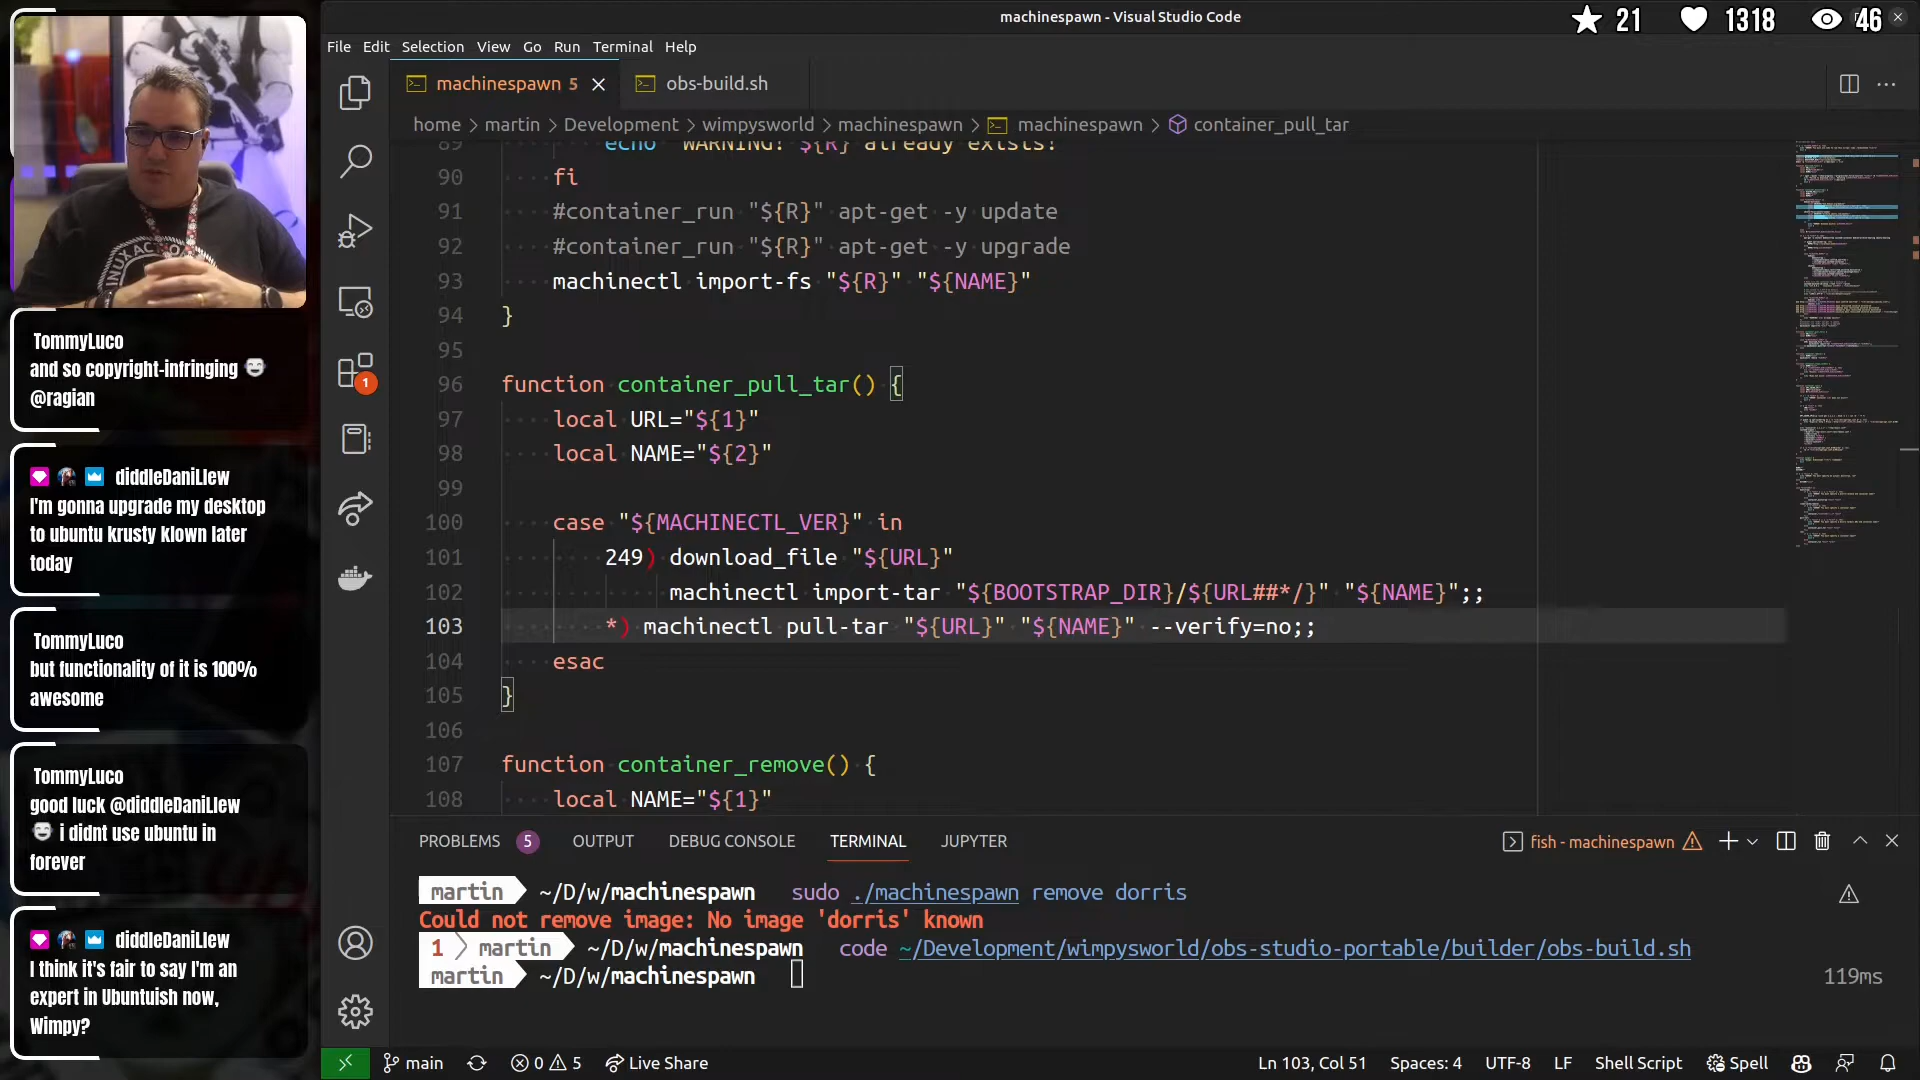 machinespawn - Visual Studio Code
21 1318 46
File Edit Selection View Go Run Terminal Help
machinespawn 5
obs-build.sh
home > martin > Development > wimpysworld > machinespawn > machinespawn > container_pull_tar
89 echo "WARNING! ${R} already exists!"
90 fi
91 #container_run "${R}" apt-get -y update
92 #container_run "${R}" apt-get -y upgrade
93 machinectl import-fs "${R}" "${NAME}"
94 }
95
96 function container_pull_tar() {
97 local URL="${1}"
98 local NAME="${2}"
99
100 case "${MACHINECTL_VER}" in
101 249) download_file "${URL}"
102 machinectl import-tar "${BOOTSTRAP_DIR}/${URL##*/}" "${NAME}";;
103 *) machinectl pull-tar "${URL}" "${NAME}" --verify=no;;
104 esac
105 }
106
107 function container_remove() {
108 local NAME="${1}"
1
PROBLEMS 5 OUTPUT DEBUG CONSOLE TERMINAL JUPYTER
fish - machinespawn
martin ~/D/w/machinespawn sudo ./machinespawn remove dorris
Could not remove image: No image 'dorris' known
1 martin ~/D/w/machinespawn code ~/Development/wimpysworld/obs-studio-portable/builder/obs-build.sh
martin ~/D/w/machinespawn
119ms
main 0 5 Live Share
Ln 103, Col 51 Spaces: 4 UTF-8 LF Shell Script Spell
TommyLuco
and so copyright-infringing
@ragian
diddleDaniLlew
I'm gonna upgrade my desktop
to ubuntu krusty klown later
today
TommyLuco
but functionality of it is 100%
awesome
TommyLuco
good luck @diddleDaniLlew
i didnt use ubuntu in
forever
diddleDaniLlew
I think it's fair to say I'm an
expert in Ubuntuish now,
Wimpy?